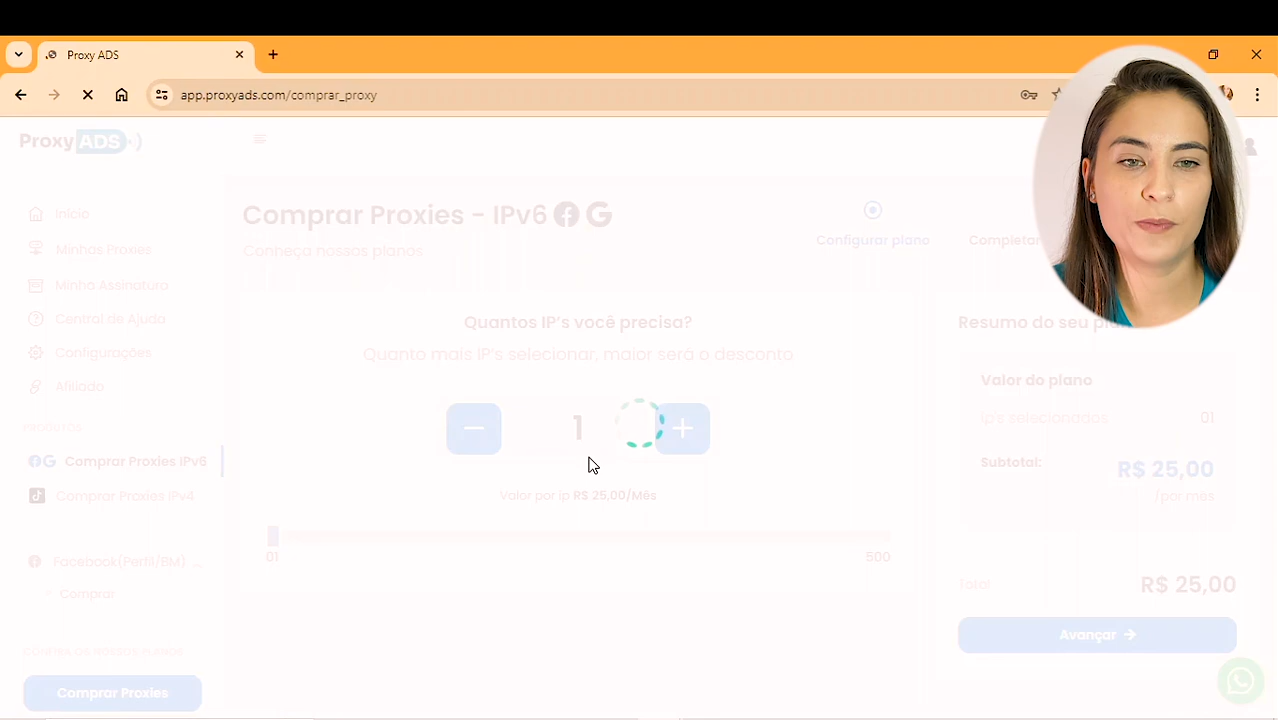 Proxy ADS
app.proxyads.com/comprar_proxy
Proxy ADS
Início
Minhas Proxies
Minha Assinatura
Central de Ajuda
Configurações
Afiliado
PRODUTOS
Comprar Proxies IPv6
Comprar Proxies IPv4
Facebook(Perfil/BM) ...
Comprar
Comprar Proxies
Comprar Proxies - IPv6
Conheça nossos planos
Configurar plano
Completar
Quantos IP's você precisa?
Quanto mais IP's selecionar, maior será o desconto
1
Valor por ip R$ 25,00/Mês
01
500
Resumo do seu
Valor do plano
Ip's selecionados
01
Subtotal:
R$ 25,00
/por mês
Total
R$ 25,00
Avançar